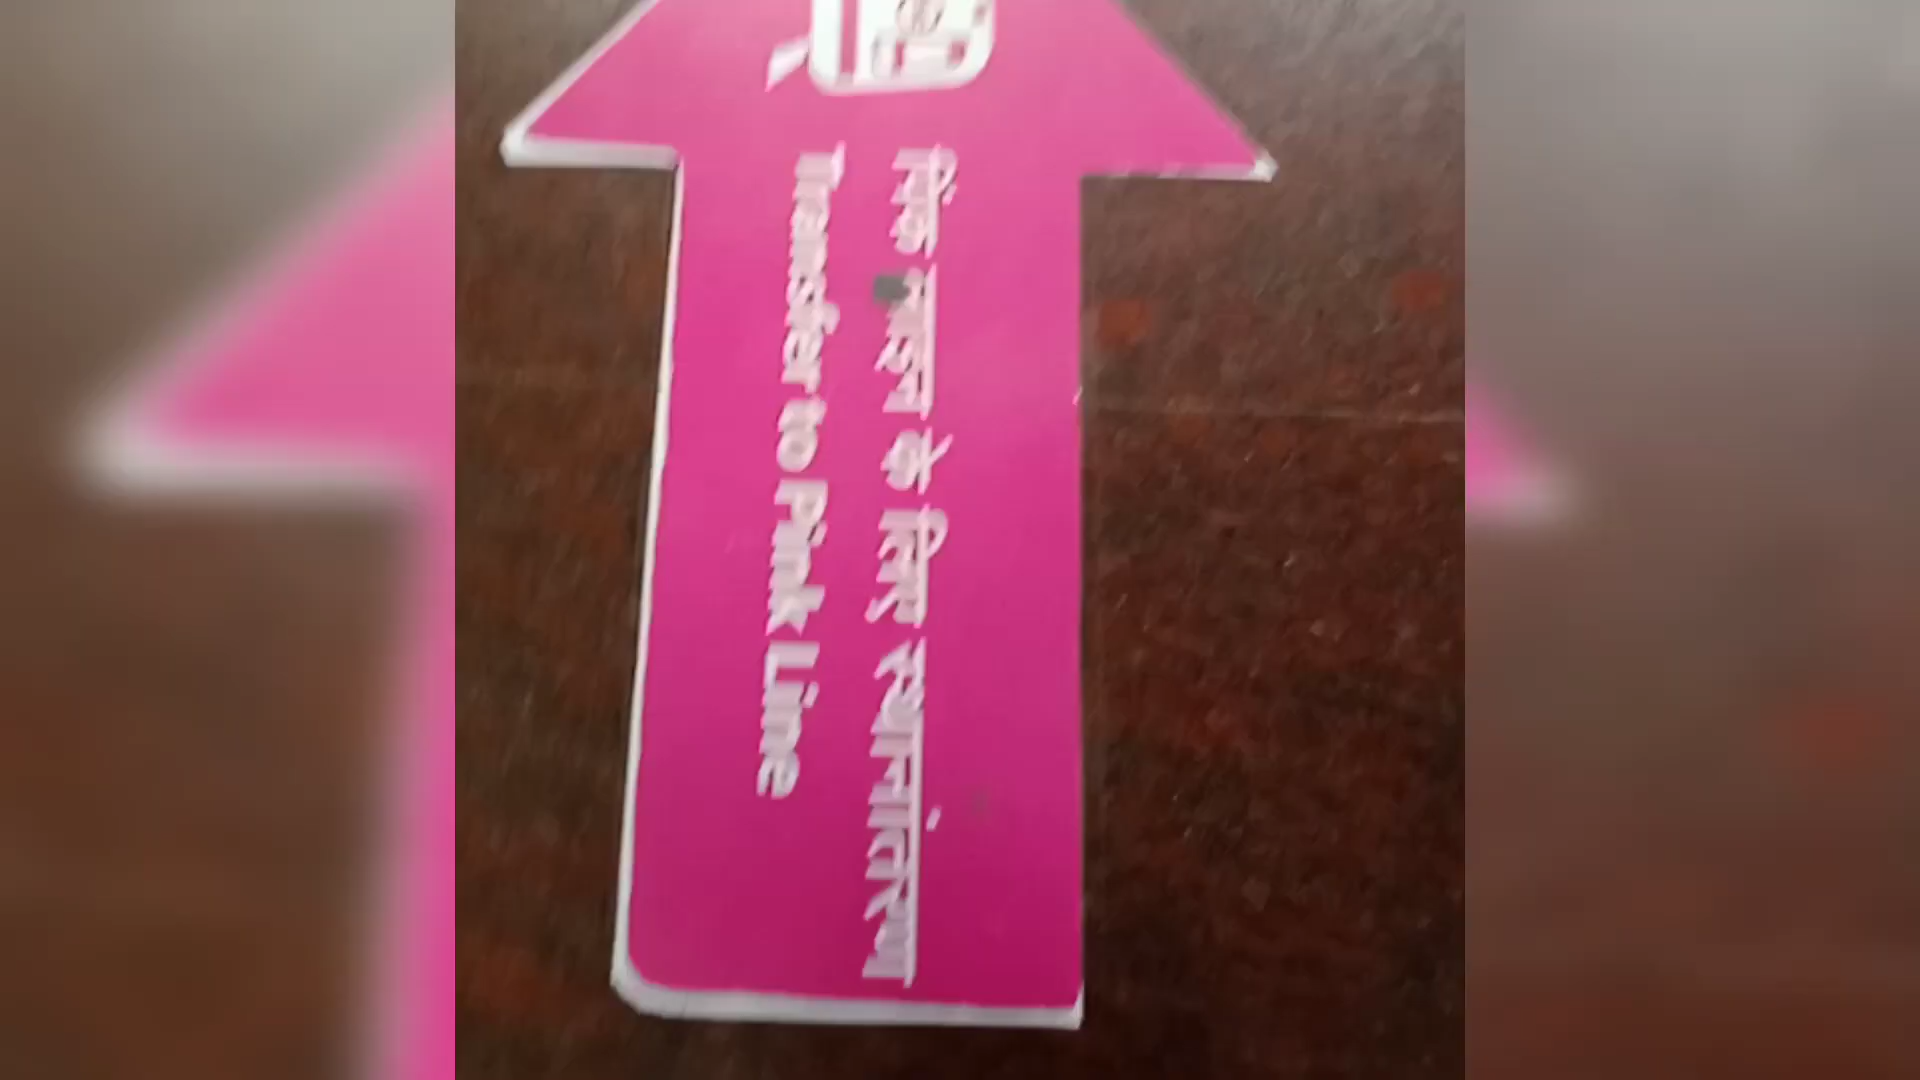 पिंक लाइन के लिए स्थानांतरण
Transfer to Pink Line